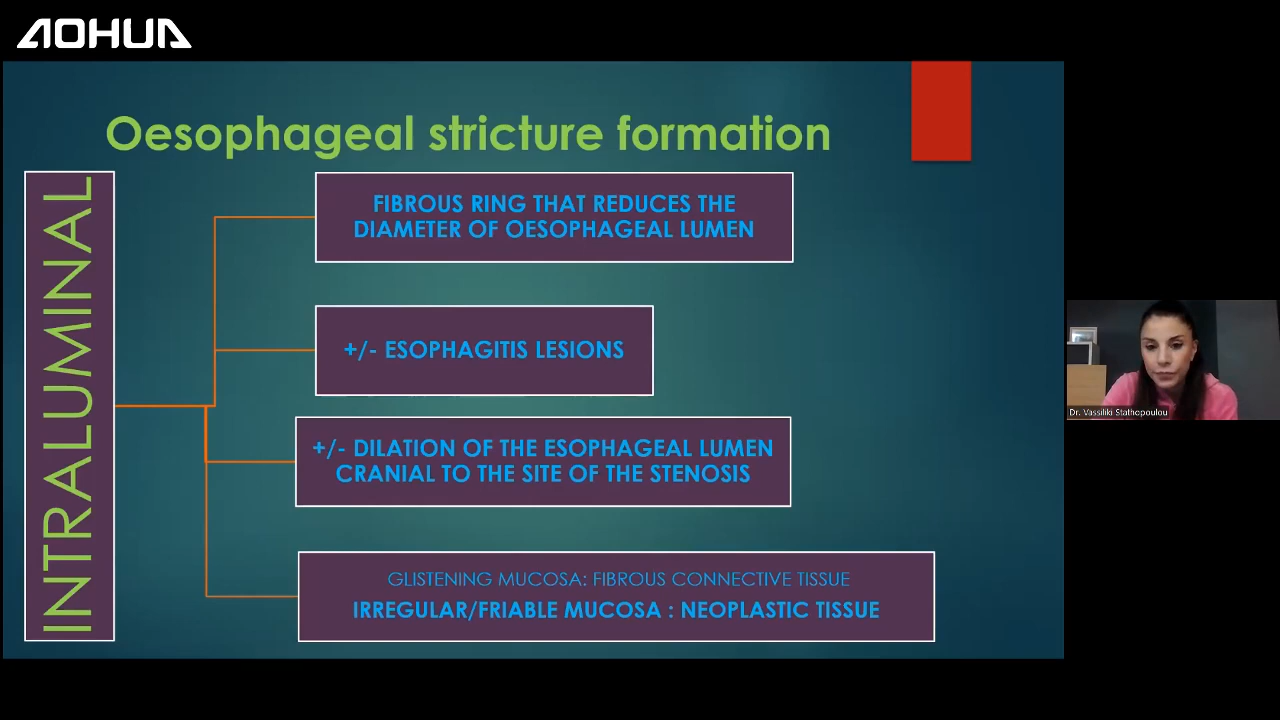 AOHUA
Oesophageal stricture formation
INTRALUMINAL
FIBROUS RING THAT REDUCES THE
DIAMETER OF OESOPHAGEAL LUMEN
+/- ESOPHAGITIS LESIONS
+/- DILATION OF THE ESOPHAGEAL LUMEN
CRANIAL TO THE SITE OF THE STENOSIS
GLISTENING MUCOSA: FIBROUS CONNECTIVE TISSUE
IRREGULAR/FRIABLE MUCOSA : NEOPLASTIC TISSUE
Dr. Vassiliki Stathopoulou